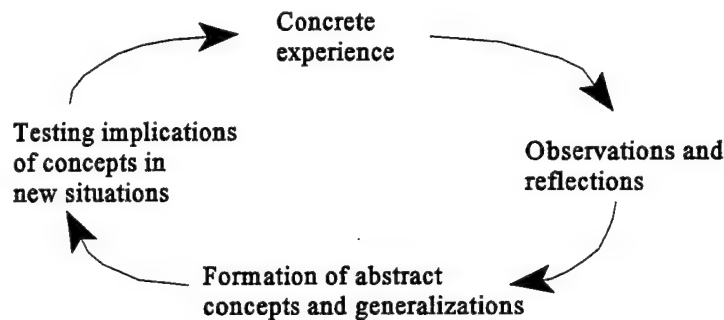 Concrete
experience
Observations and
reflections
Formation of abstract
concepts and generalizations
Testing implications
of concepts in
new situations